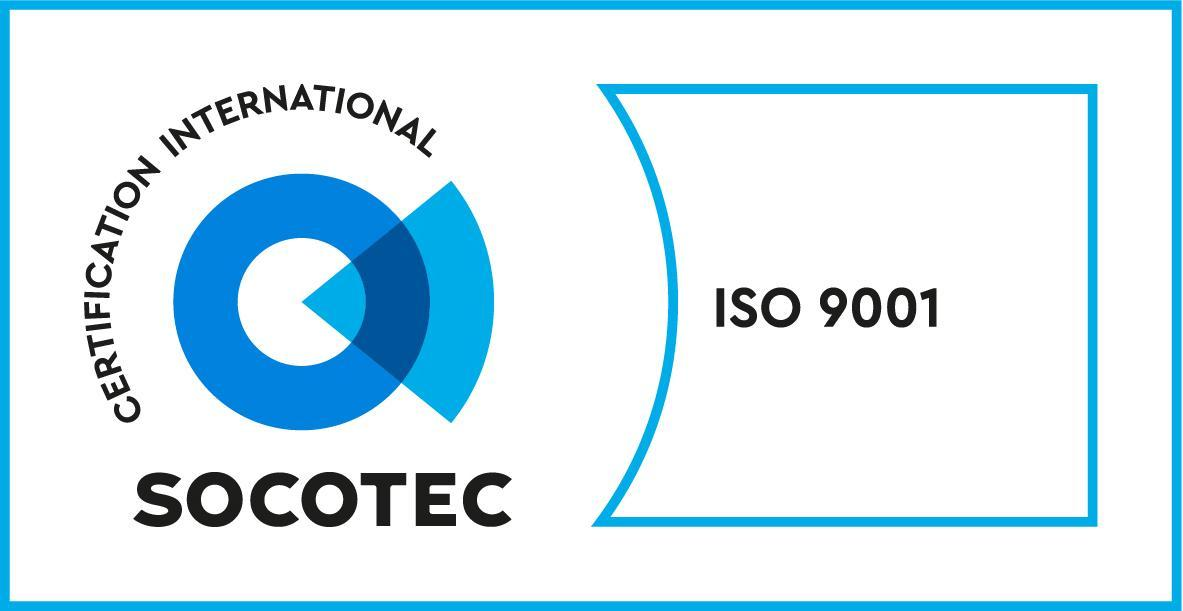 CERTIFICATION INTERNATIONAL
SOCOTEC
ISO 9001